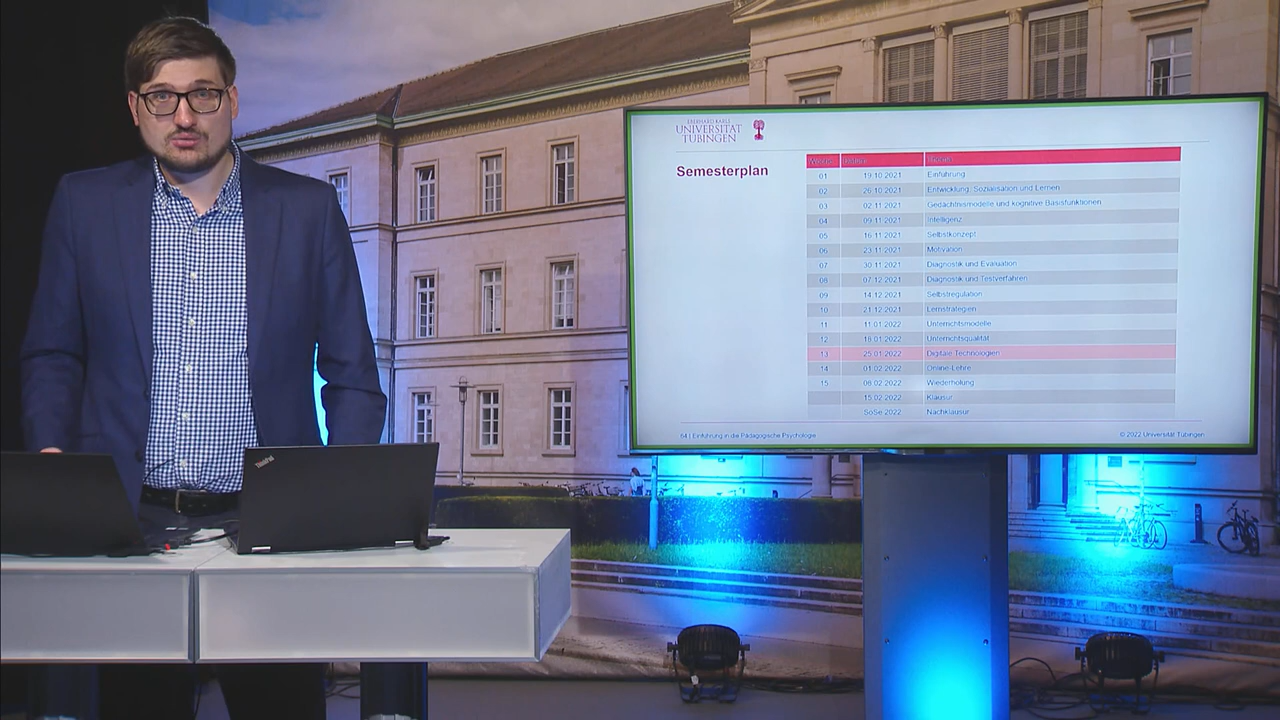 EBERHARD KARLS
UNIVERSITÄT
TÜBINGEN
Semesterplan
Woche Datum Thema
01 19.10.2021 Einführung
02 26.10.2021 Entwicklung, Sozialisation und Lernen
03 02.11.2021 Gedächtnismodelle und kognitive Basisfunktionen
04 09.11.2021 Intelligenz
05 16.11.2021 Selbstkonzept
06 23.11.2021 Motivation
07 30.11.2021 Diagnostik und Evaluation
08 07.12.2021 Diagnostik und Testverfahren
09 14.12.2021 Selbstregulation
10 21.12.2021 Lernstrategien
11 11.01.2022 Unterrichtsmodelle
12 18.01.2022 Unterrichtsqualität
13 25.01.2022 Digitale Technologien
14 01.02.2022 Online-Lehre
15 08.02.2022 Wiederholung
15.02.2022 Klausur
SoSe 2022 Nachklausur
64 | Einführung in die Pädagogische Psychologie
© 2022 Universität Tübingen
ThinkPad